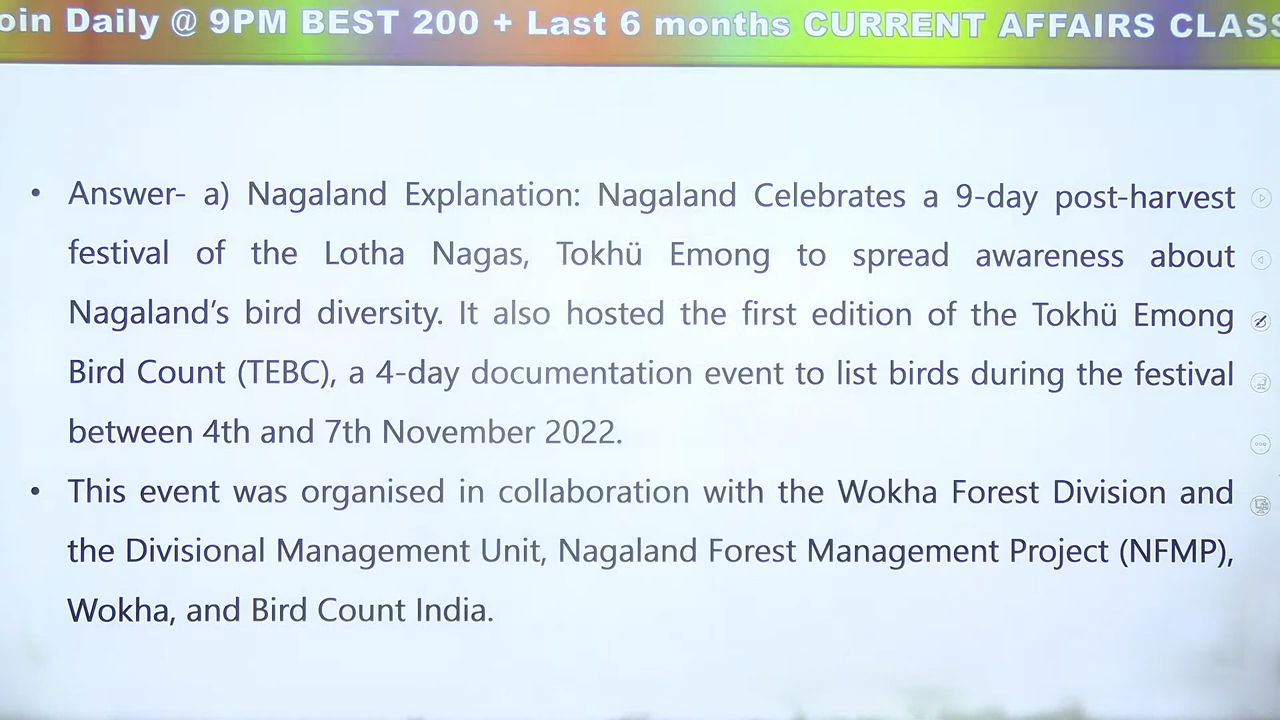 oin Daily @ 9PM BEST 200 + Last 6 months CURRENT AFFAIRS CLASS
• Answer- a) Nagaland Explanation: Nagaland Celebrates a 9-day post-harvest
festival of the Lotha Nagas, Tokhü Emong to spread awareness about
Nagaland’s bird diversity. It also hosted the first edition of the Tokhü Emong
Bird Count (TEBC), a 4-day documentation event to list birds during the festival
between 4th and 7th November 2022.
• This event was organised in collaboration with the Wokha Forest Division and
the Divisional Management Unit, Nagaland Forest Management Project (NFMP),
Wokha, and Bird Count India.